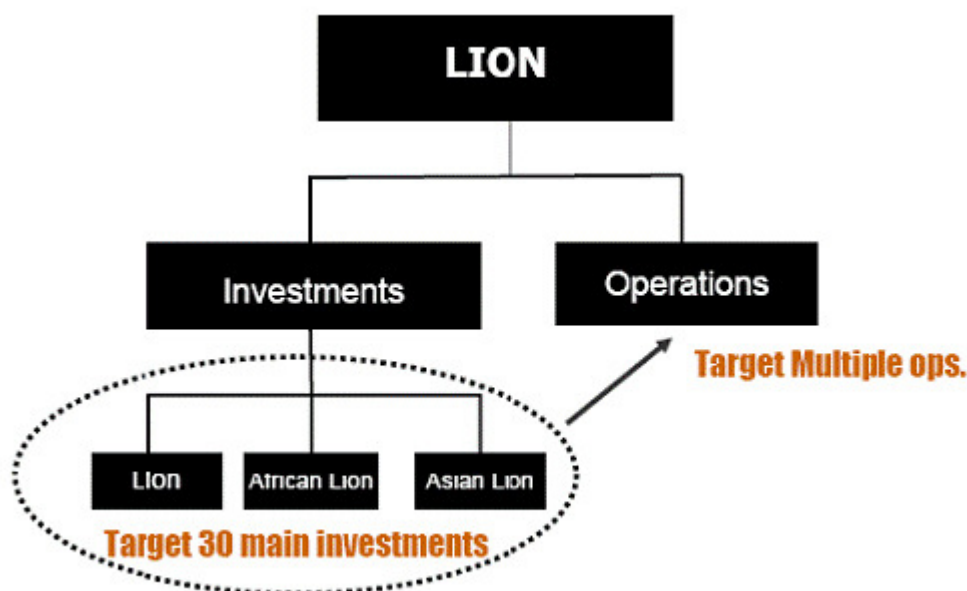 LION
Investments
Operations
Target Multiple ops.
Lion
African Lion
Asian Lion
Target 30 main investments